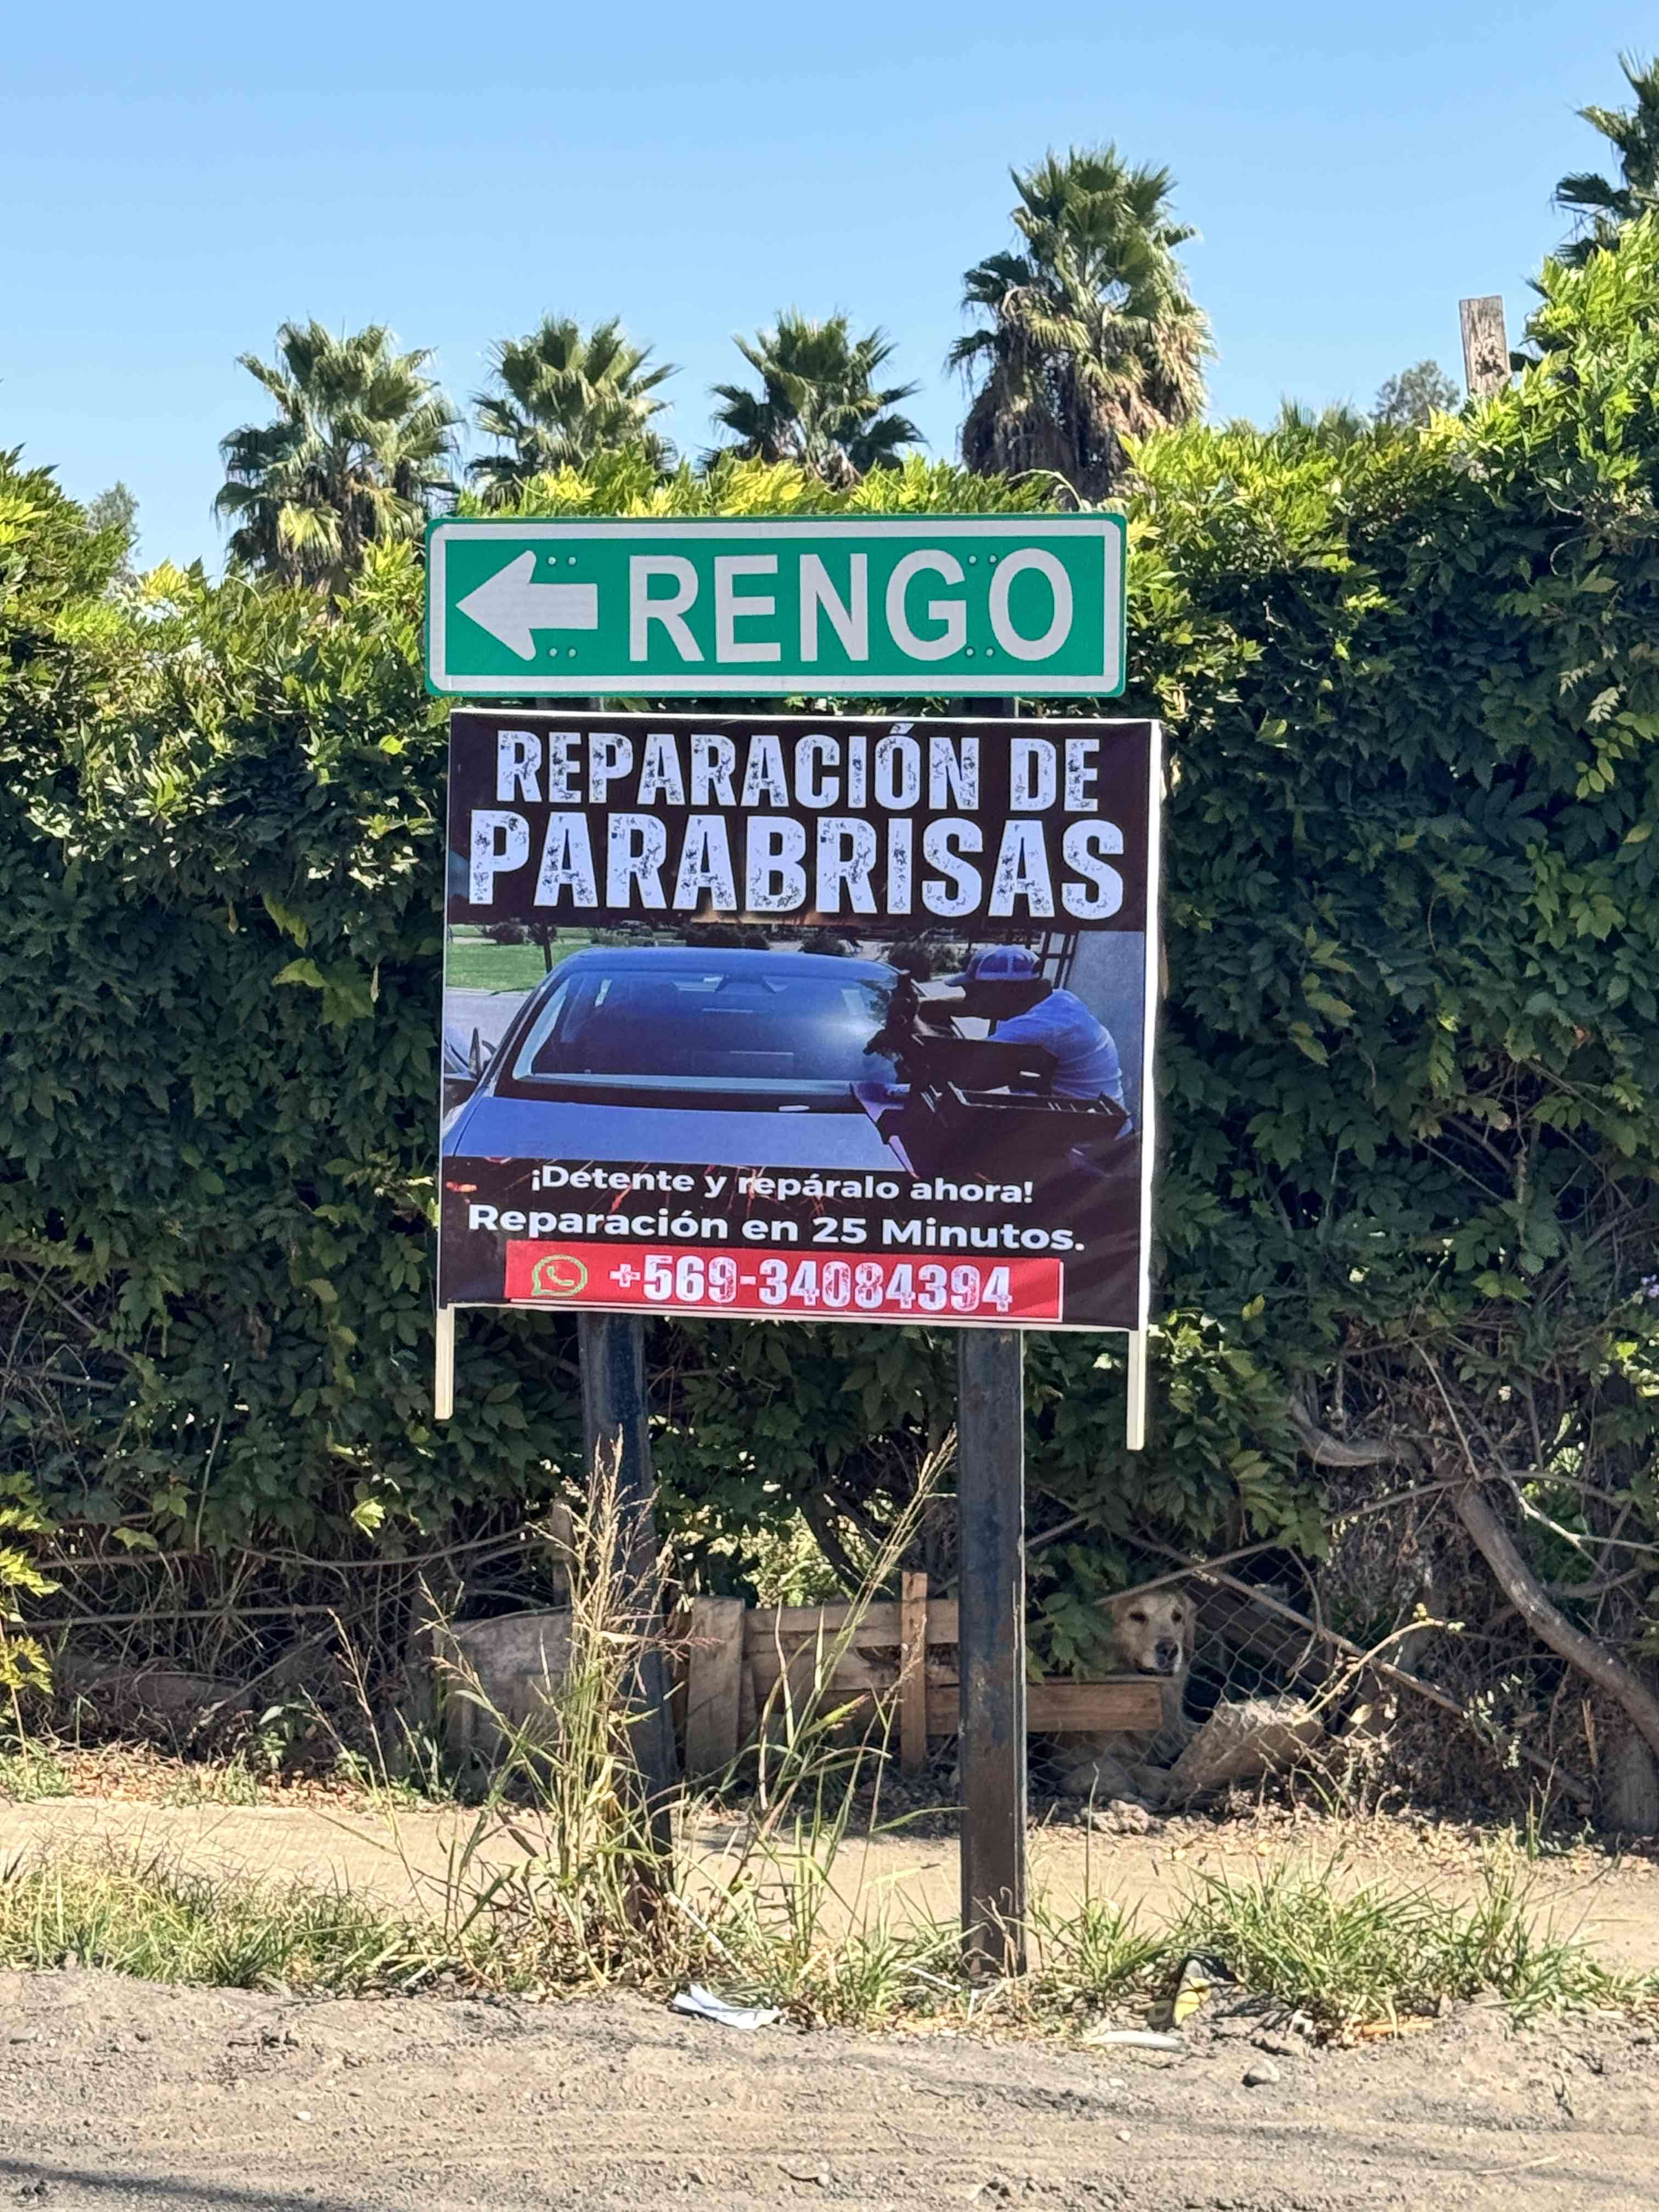 RENGO
REPARACIÓN DE
PARABRISAS
¡Detente y repáralo ahora!
Reparación en 25 Minutos.
+569-34084394